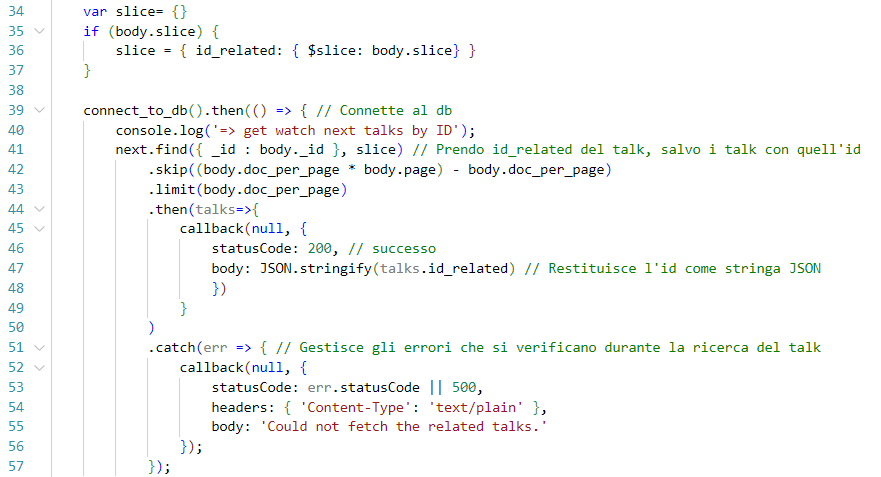 34 var slice= {}
35 if (body.slice) {
36 slice = { id_related: { $slice: body.slice} }
37 }
38
39 connect_to_db().then(() => { // Connette al db
40 console.log('=> get watch next talks by ID');
41 next.find({ _id : body._id }, slice) // Prendo id_related del talk, salvo i talk con quell'id
42 .skip((body.doc_per_page * body.page) - body.doc_per_page)
43 .limit(body.doc_per_page)
44 .then(talks=>{
45 callback(null, {
46 statusCode: 200, // successo
47 body: JSON.stringify(talks.id_related) // Restituisce l'id come stringa JSON
48 })
49 }
50 )
51 .catch(err => { // Gestisce gli errori che si verificano durante la ricerca del talk
52 callback(null, {
53 statusCode: err.statusCode || 500,
54 headers: { 'Content-Type': 'text/plain' },
55 body: 'Could not fetch the related talks.'
56 });
57 });